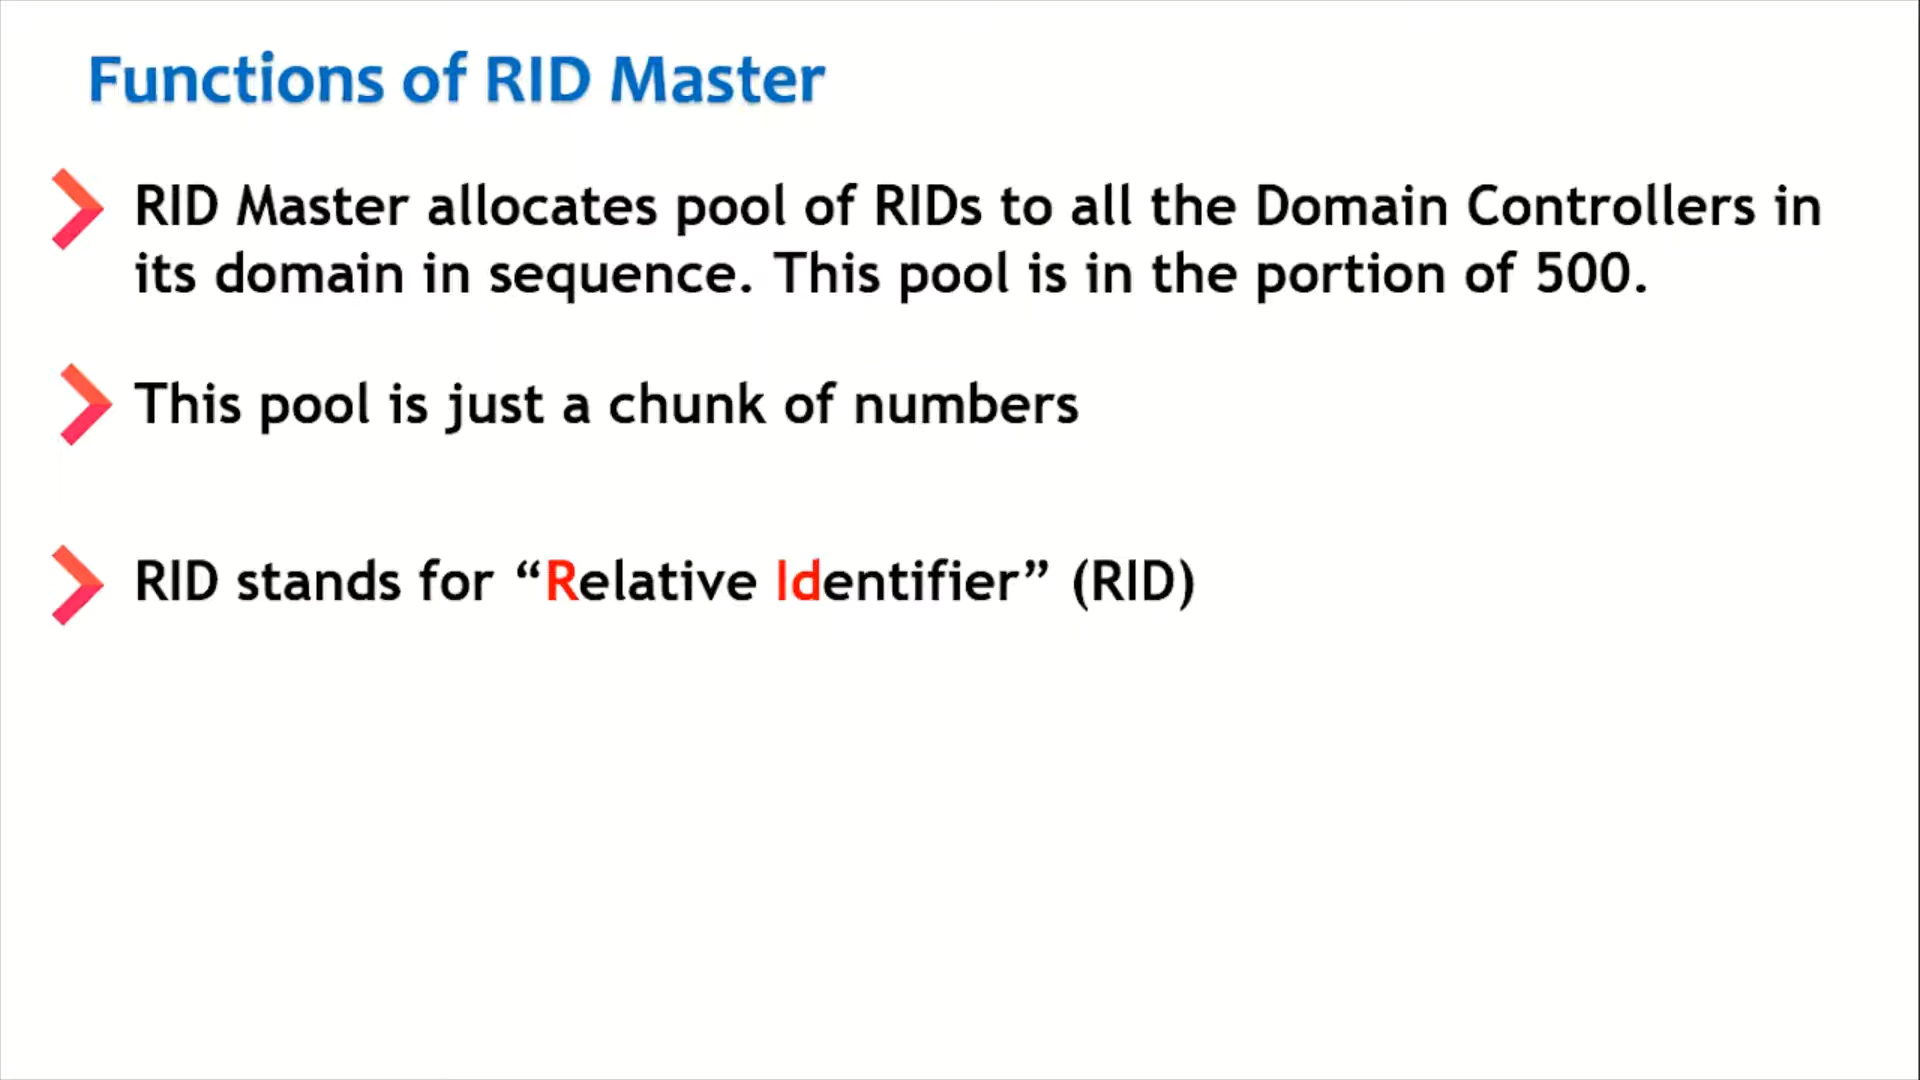 Functions of RID Master
RID Master allocates pool of RIDs to all the Domain Controllers in
its domain in sequence. This pool is in the portion of 500.
This pool is just a chunk of numbers
RID stands for “Relative Identifier” (RID)